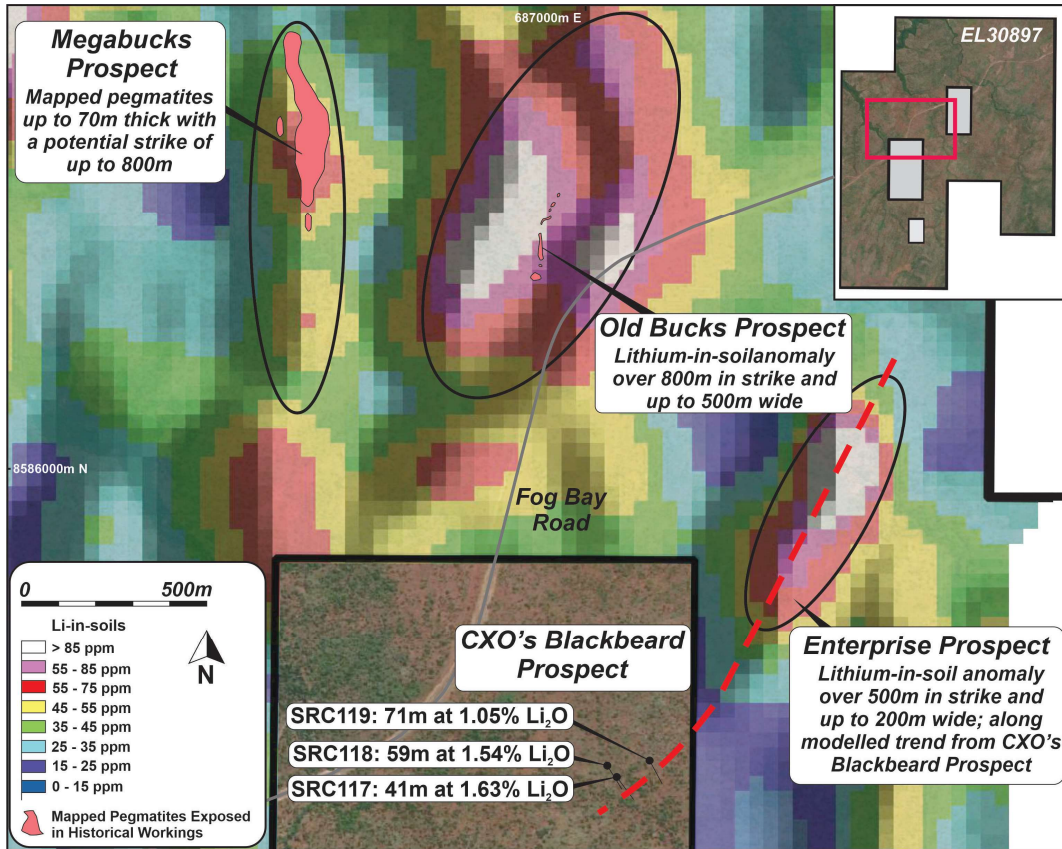 687000m E
EL30897
Megabucks
Prospect
Mapped pegmatites
up to 70m thick with
a potential strike of
up to 800m
Old Bucks Prospect
Lithium-in-soilanomaly
over 800m in strike and
up to 500m wide
8586000m N
Fog Bay
Road
0 500m
Li-in-soils
> 85 ppm
55 - 85 ppm
55 - 75 ppm
45 - 55 ppm
35 - 45 ppm
25 - 35 ppm
15 - 25 ppm
0 - 15 ppm
N
Mapped Pegmatites Exposed
in Historical Workings
CXO's Blackbeard
Prospect
SRC119: 71m at 1.05% Li₂O
SRC118: 59m at 1.54% Li₂O
SRC117: 41m at 1.63% Li₂O
Enterprise Prospect
Lithium-in-soil anomaly
over 500m in strike and
up to 200m wide; along
modelled trend from CXO's
Blackbeard Prospect